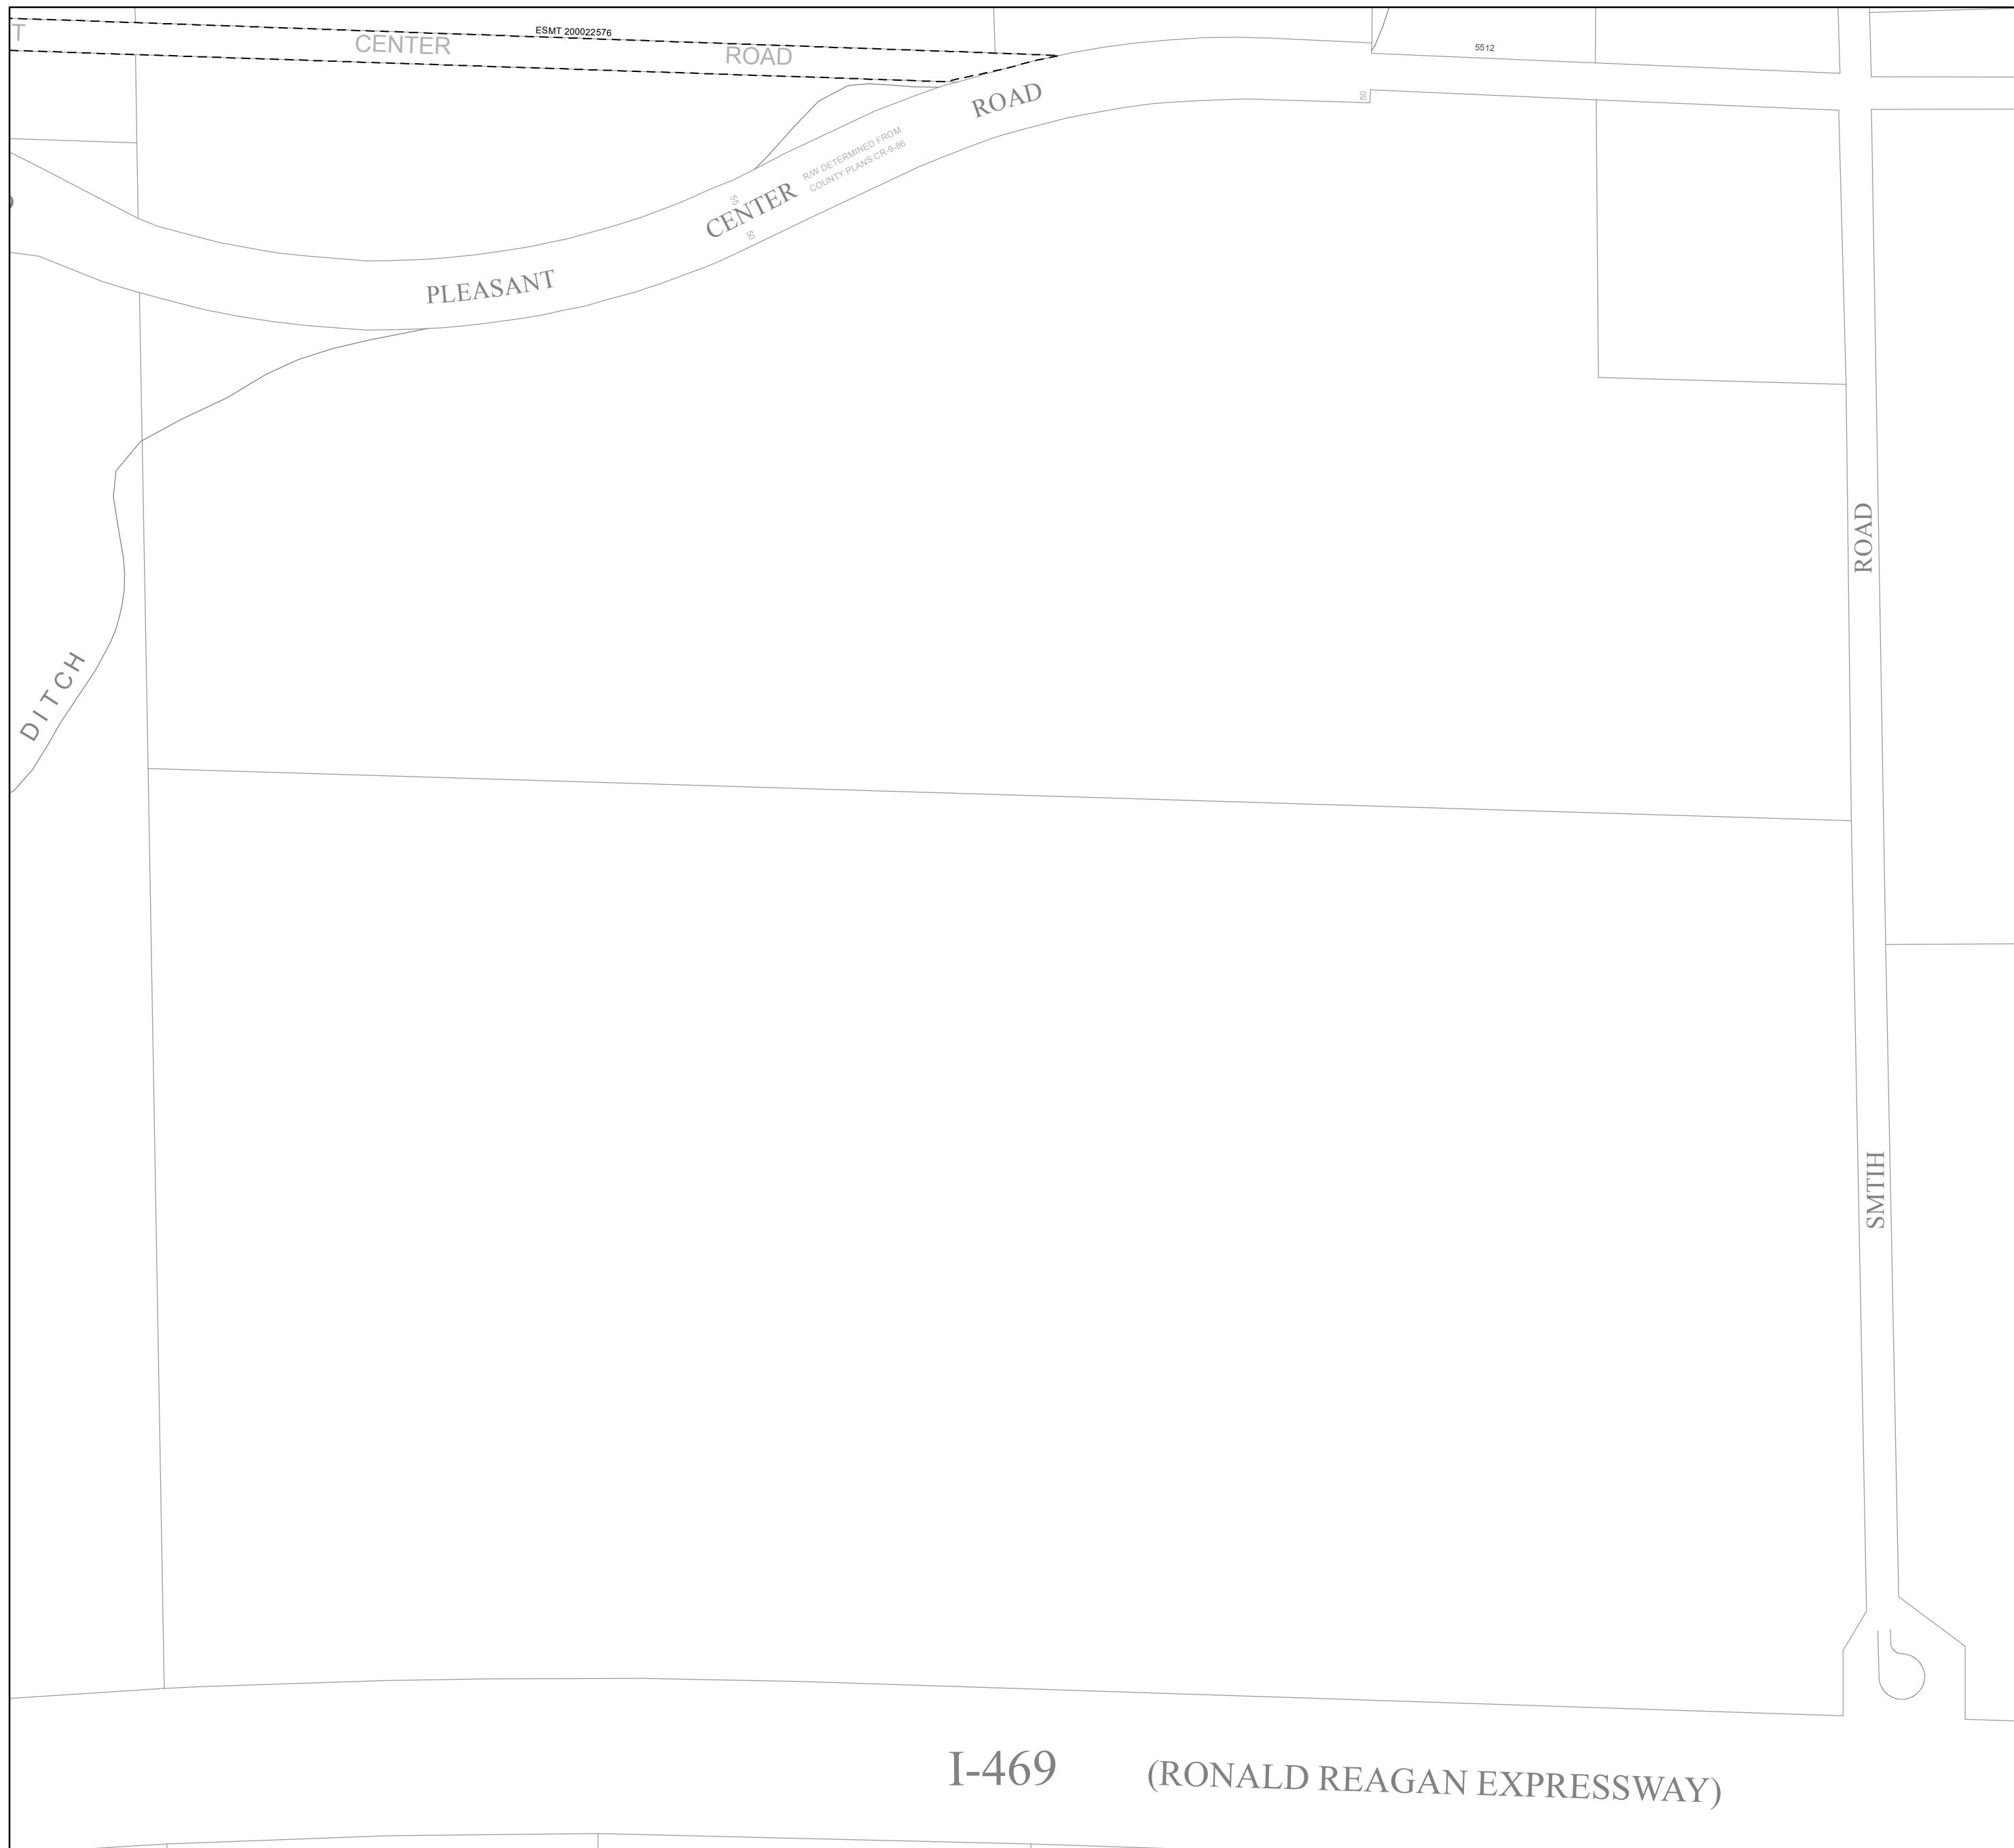 T
CENTER
ESMT 200022576
ROAD
5512
50
ROAD
R/W DETERMINED FROM
COUNTY PLANS CR-9-86
55
CENTER
50
PLEASANT
ROAD
DITCH
SMTIH
I-469 (RONALD REAGAN EXPRESSWAY)